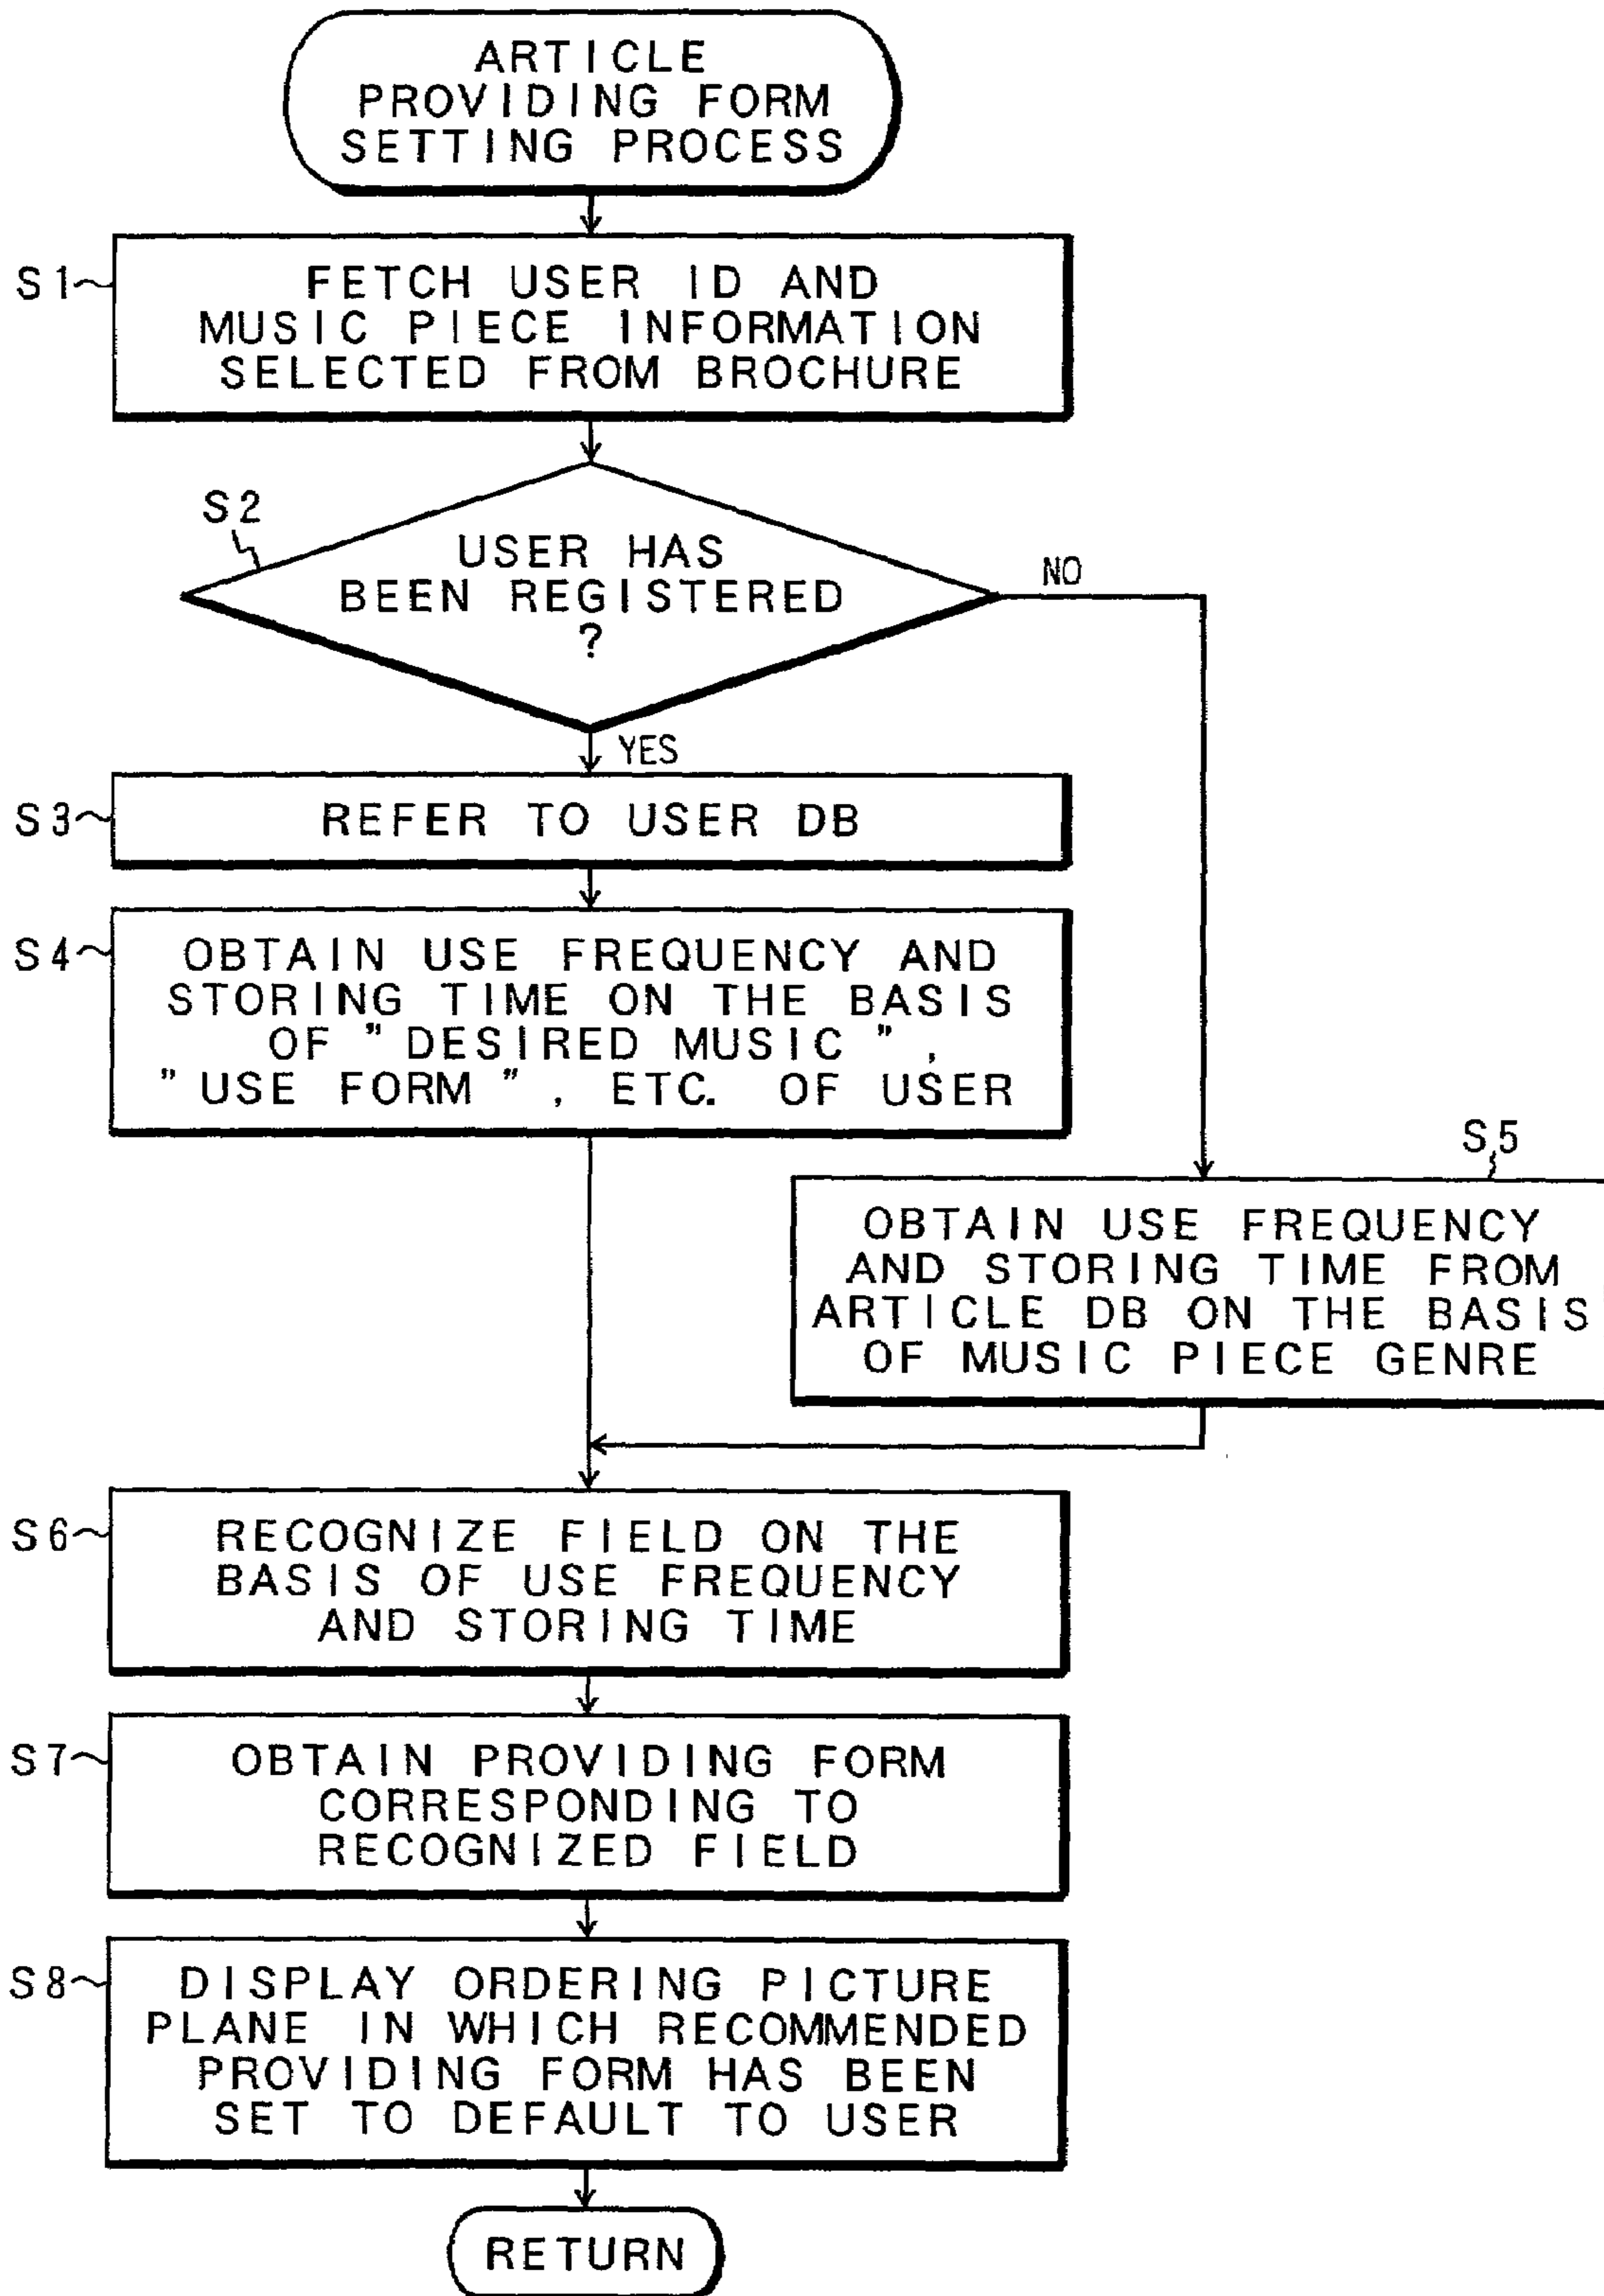 ARTICLE
PROVIDING FORM
SETTING PROCESS
S1
FETCH USER ID AND
MUSIC PIECE INFORMATION
SELECTED FROM BROCHURE
S2
USER HAS
BEEN REGISTERED
?
NO
YES
S3
REFER TO USER DB
S4
OBTAIN USE FREQUENCY AND
STORING TIME ON THE BASIS
OF " DESIRED MUSIC ",
" USE FORM ", ETC. OF USER
S5
OBTAIN USE FREQUENCY
AND STORING TIME FROM
ARTICLE DB ON THE BASIS
OF MUSIC PIECE GENRE
S6
RECOGNIZE FIELD ON THE
BASIS OF USE FREQUENCY
AND STORING TIME
S7
OBTAIN PROVIDING FORM
CORRESPONDING TO
RECOGNIZED FIELD
S8
DISPLAY ORDERING PICTURE
PLANE IN WHICH RECOMMENDED
PROVIDING FORM HAS BEEN
SET TO DEFAULT TO USER
RETURN